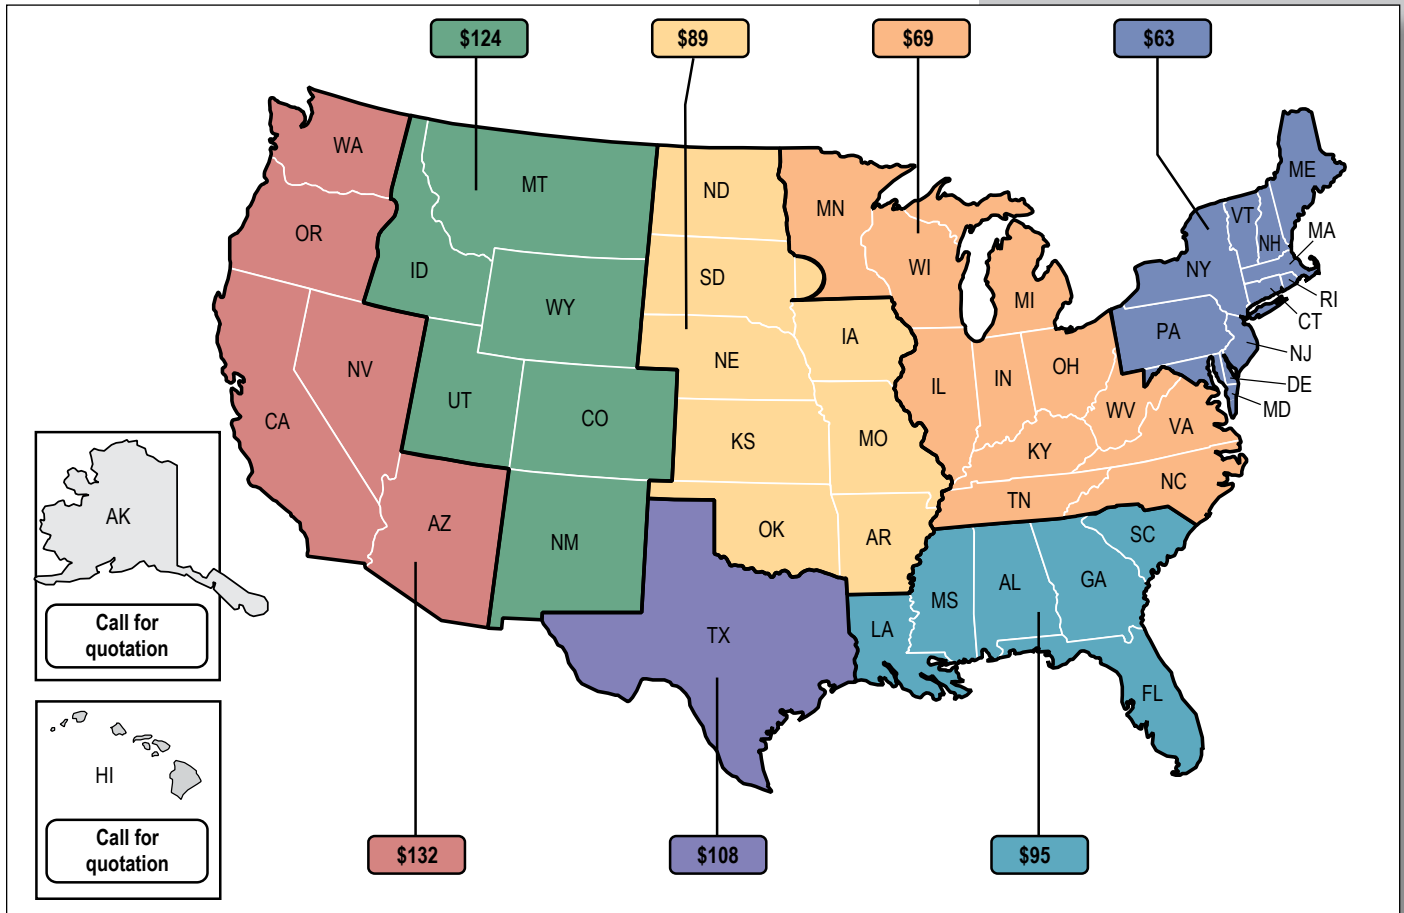 $124
$89
$69
$63
WA
MT
ND
MN
ME
OR
ID
SD
WI
VT
NH
MA
NY
MI
RI
WY
IA
CT
PA
NV
NE
IL
IN
OH
NJ
DE
UT
CO
WV
MD
CA
KS
MO
KY
VA
AK
AZ
NM
OK
AR
TN
NC
SC
MS
AL
GA
Call for
quotation
TX
LA
FL
HI
Call for
quotation
$132
$108
$95